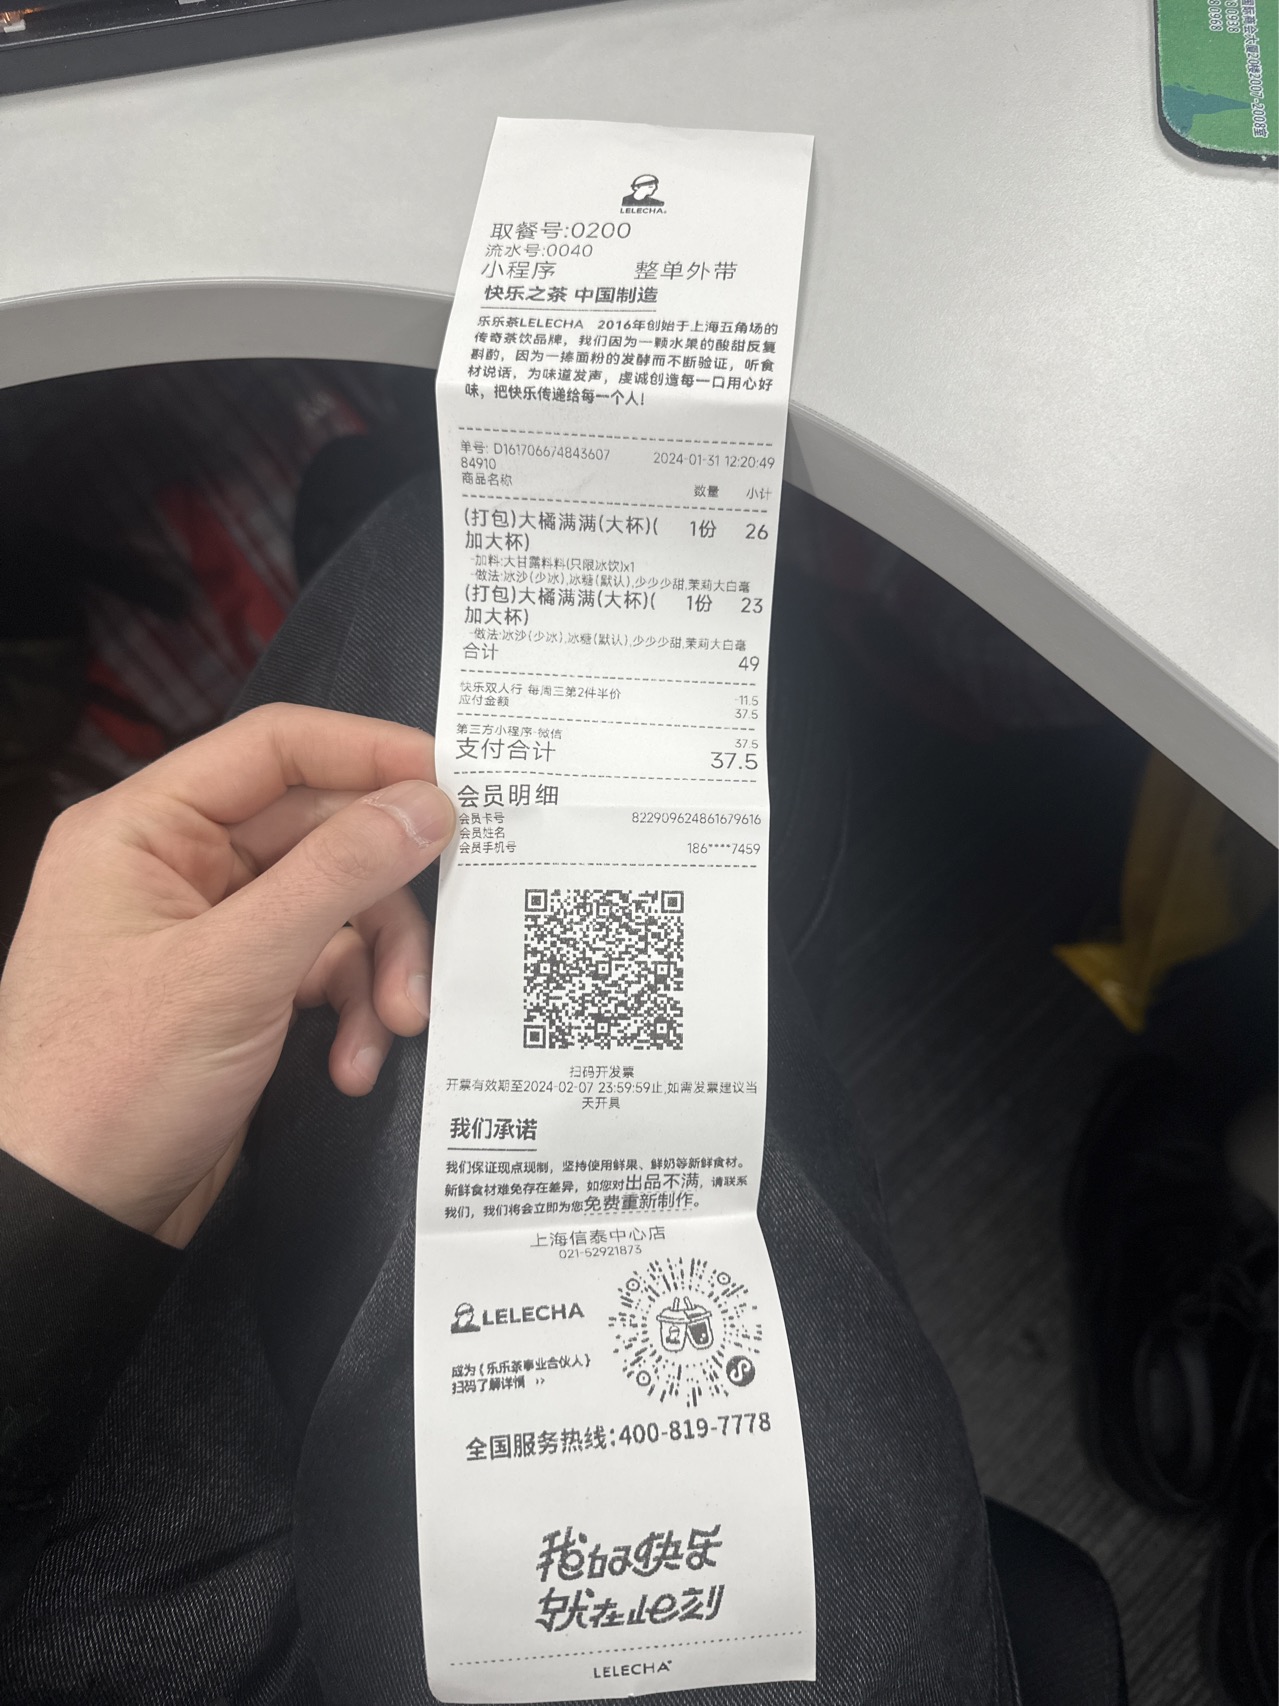 LELECHA
取餐号:0200
流水号:0040
小程序 整单外带
快乐之茶 中国制造
乐乐茶LELECHA 2016年创始于上海五角场的
传奇茶饮品牌，我们因为一颗水果的酸甜反复
斟酌，因为一捧面粉的发酵而不断验证，听食
材说话，为味道发声，虔诚创造每一口用心好
味，把快乐传递给每一个人!
单号: D161706674843607 2024-01-31 12:20:49
84910
商品名称 数量 小计
(打包)大橘满满(大杯)( 1份 26
加大杯)
-加料:大甘露料料(只限冰饮)x1
-做法:冰沙(少冰),冰糖(默认),少少少甜,茉莉大白毫
(打包)大橘满满(大杯)( 1份 23
加大杯)
-做法:冰沙(少冰),冰糖(默认),少少少甜,茉莉大白毫
合计 49
快乐双人行 每周三第2件半价 -11.5
应付金额 37.5
第三方小程序-微信 37.5
支付合计 37.5
会员明细
会员卡号 822909624861679616
会员姓名
会员手机号 186****7459
扫码开发票
开票有效期至2024-02-07 23:59:59止,如需发票建议当
天开具
我们承诺
我们保证现点现制，坚持使用鲜果、鲜奶等新鲜食材。
新鲜食材难免存在差异，如您对出品不满，请联系
我们，我们将会立即为您免费重新制作。
上海信泰中心店
021-52921873
LELECHA
成为《乐乐茶事业合伙人》
扫码了解详情 >>
全国服务热线:400-819-7778
我的快乐
就在此刻
LELECHA